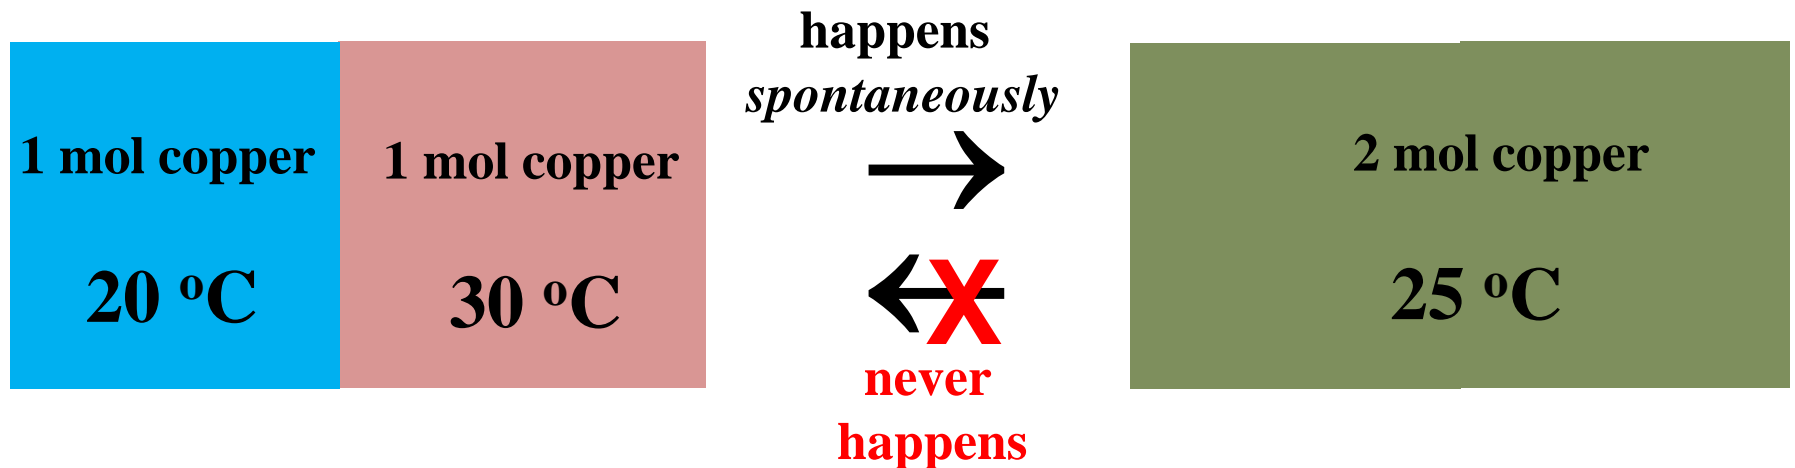 1 mol copper
20 °C
1 mol copper
30 °C
happens
spontaneously
never
happens
2 mol copper
25 °C